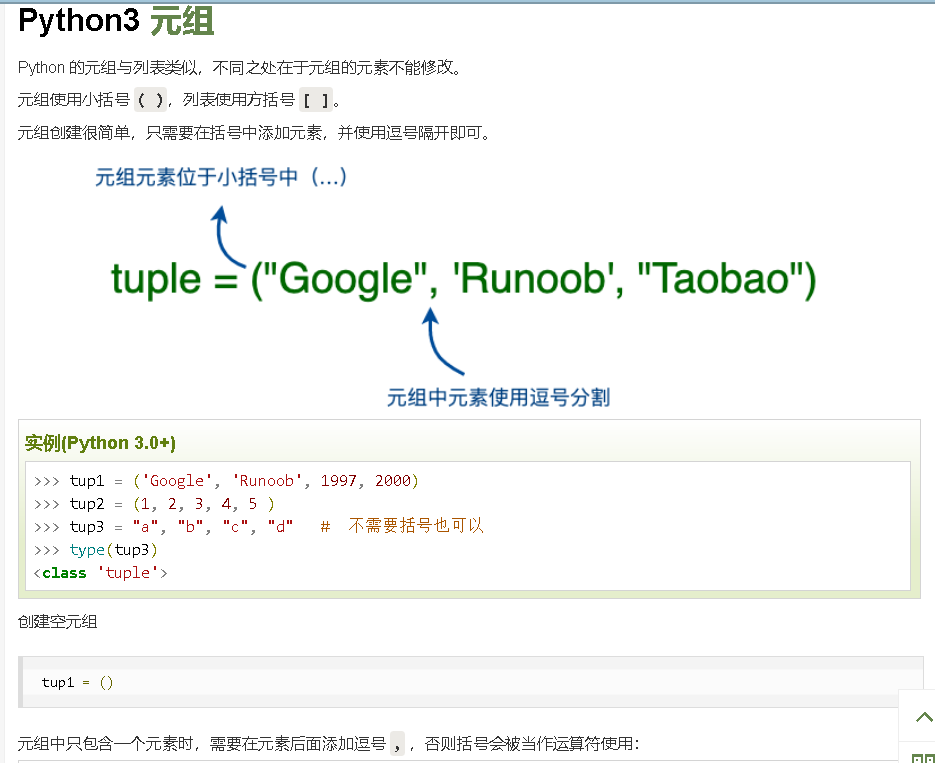 Python3 元组
Python 的元组与列表类似，不同之处在于元组的元素不能修改。
元组使用小括号 ( )，列表使用方括号 [ ]。
元组创建很简单，只需要在括号中添加元素，并使用逗号隔开即可。
元组元素位于小括号中（...）
tuple = ("Google", 'Runoob', "Taobao")
元组中元素使用逗号分割
实例(Python 3.0+)
>>> tup1 = ('Google', 'Runoob', 1997, 2000)
>>> tup2 = (1, 2, 3, 4, 5 )
>>> tup3 = "a", "b", "c", "d"   #  不需要括号也可以
>>> type(tup3)
<class 'tuple'>
创建空元组
tup1 = ()
元组中只包含一个元素时，需要在元素后面添加逗号 , ，否则括号会被当作运算符使用：